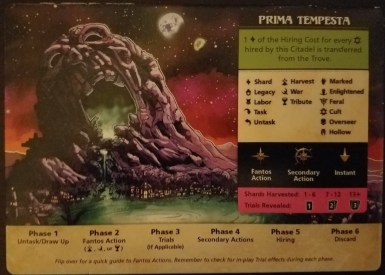 PRIMA TEMPESTA
1 of the Hiring Cost for every
hired by this Citadel is transferred
from the Trove.
Shard Harvest Marked
Legacy War Enlightened
Labor Tribute Feral
Task Cult
Untask Overseer
Hollow
Fantos Action Secondary Action Instant
Shards Harvested: 1-6 7-12 13+
Trials Revealed: 1 2 3
Phase 1 Phase 2 Phase 3 Phase 4 Phase 5 Phase 6
Untask/Draw Up Fantos Action Trials Secondary Actions Hiring Discard
( , , or ) (If Applicable)
Flip over for a quick guide to Fantos Actions. Remember to check for in-play Trial effects during each phase.